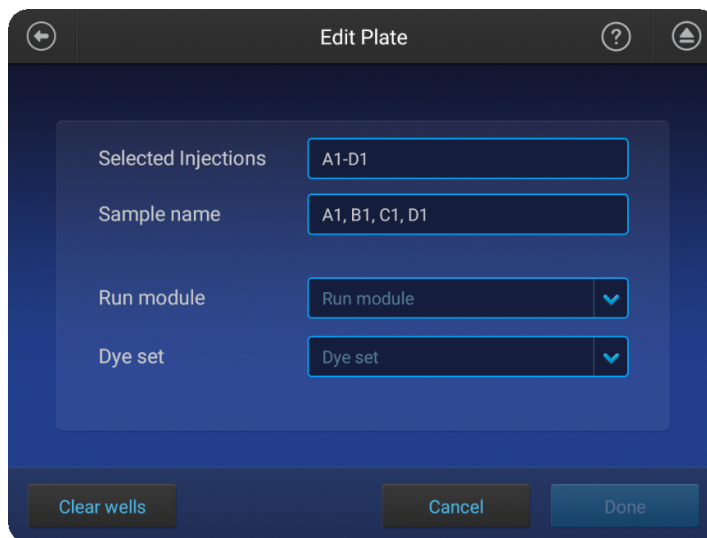 Edit Plate
?
Selected Injections A1-D1
Sample name A1, B1, C1, D1
Run module Run module
Dye set Dye set
Clear wells Cancel Done